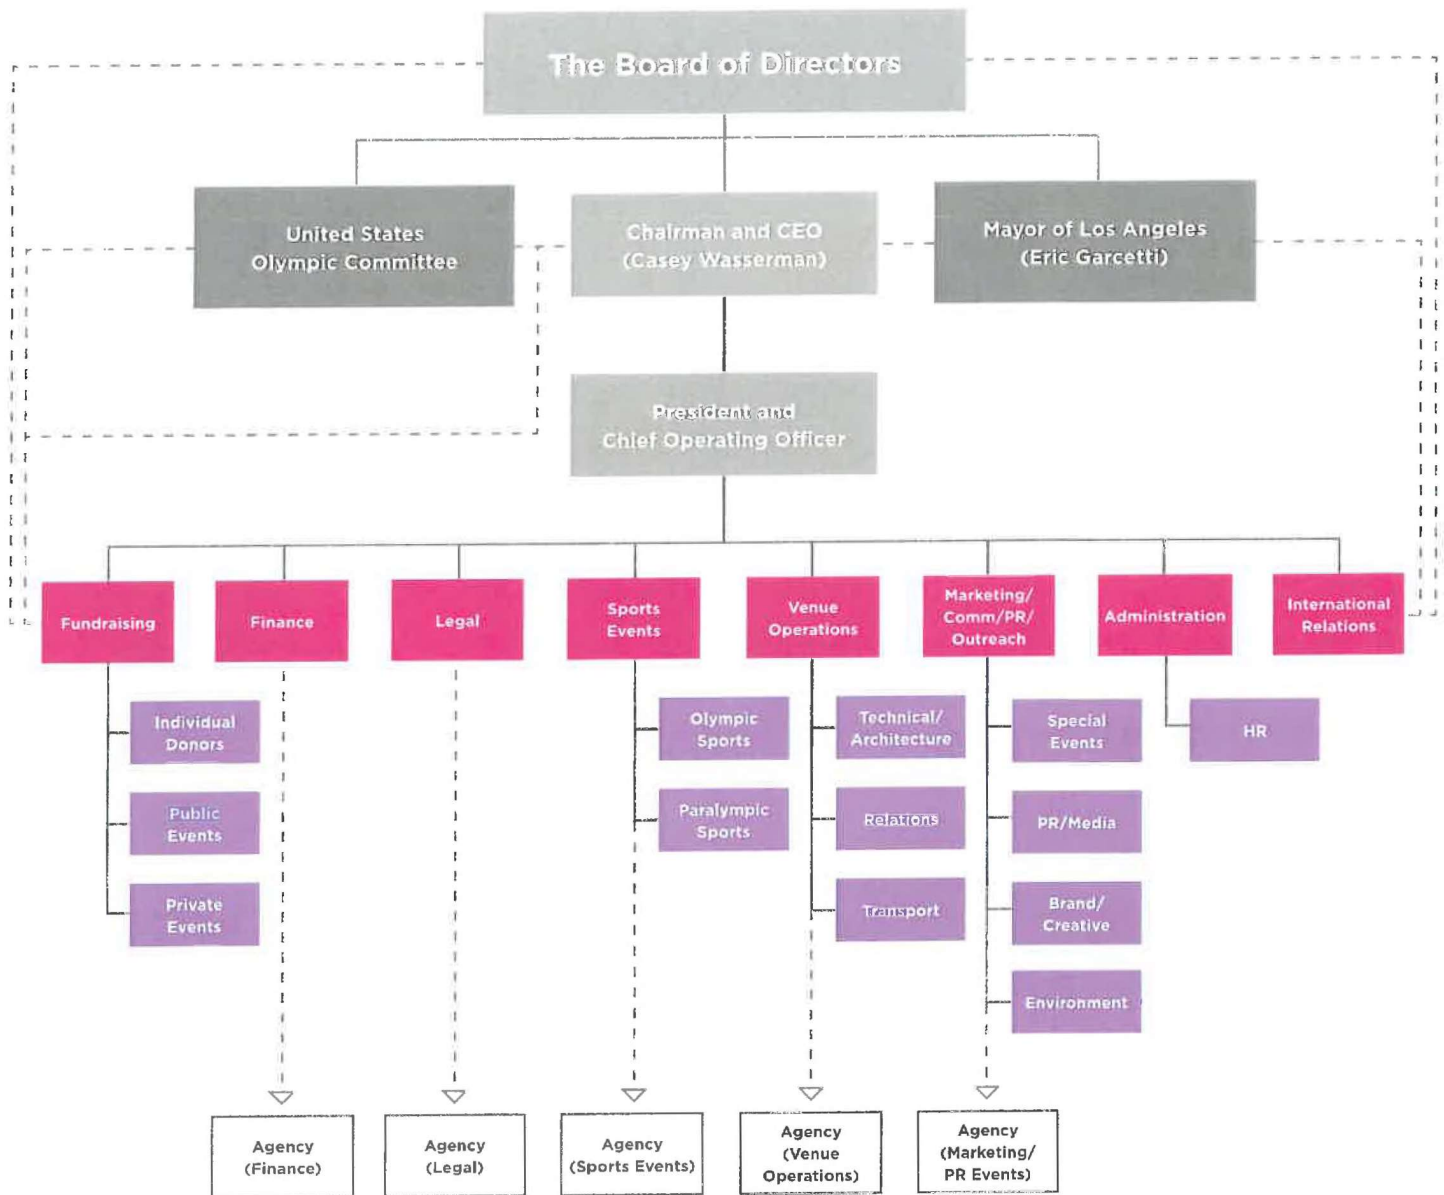 The Board of Directors
United States
Olympic Committee
Chairman and CEO
(Casey Wasserman)
Mayor of Los Angeles
(Eric Garcetti)
President and
Chief Operating Officer
Fundraising
Finance
Legal
Sports
Events
Venue
Operations
Marketing/
Comm/PR/
Outreach
Administration
International
Relations
Individual
Donors
Public
Events
Private
Events
Olympic
Sports
Paralympic
Sports
Technical/
Architecture
Relations
Transport
Special
Events
PR/Media
Brand/
Creative
Environment
HR
Agency
(Finance)
Agency
(Legal)
Agency
(Sports Events)
Agency
(Venue
Operations)
Agency
(Marketing/
PR Events)